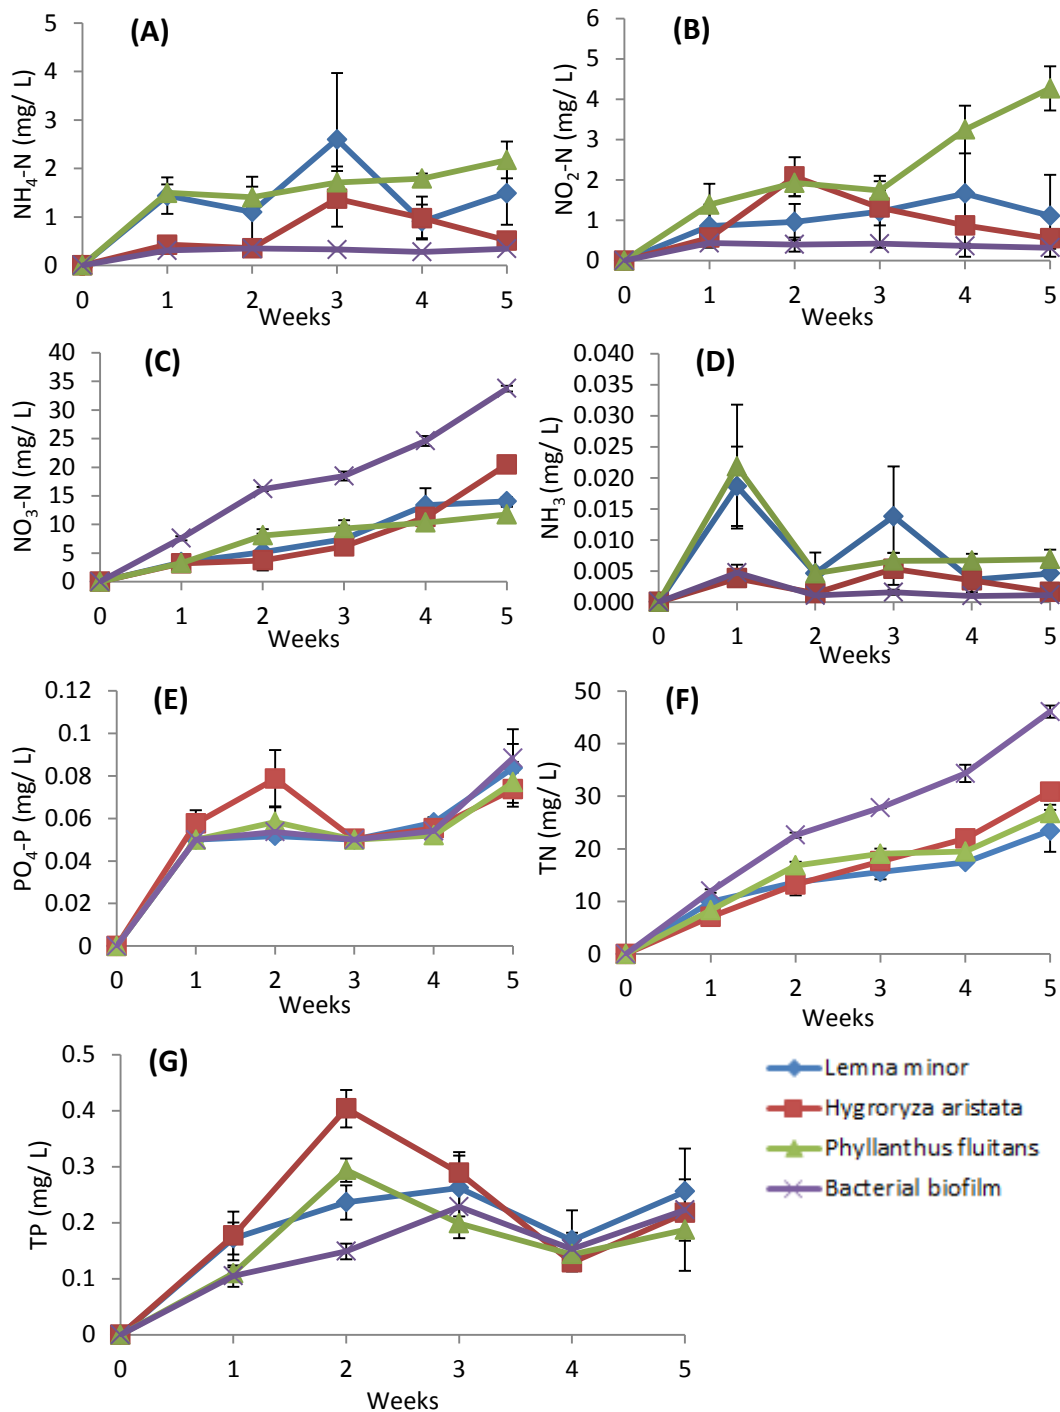 (A)
NH4-N (mg/ L)
5
4
3
2
1
0
0 1 2 3 4 5
Weeks
(B)
NO2-N (mg/ L)
6
5
4
3
2
1
0
0 1 2 3 4 5
Weeks
(C)
NO3-N (mg/ L)
40
35
30
25
20
15
10
5
0
0 1 2 3 4 5
Weeks
(D)
NH3 (mg/ L)
0.040
0.035
0.030
0.025
0.020
0.015
0.010
0.005
0.000
0 1 2 3 4 5
Weeks
(E)
PO4-P (mg/ L)
0.12
0.1
0.08
0.06
0.04
0.02
0
0 1 2 3 4 5
Weeks
(F)
TN (mg/ L)
50
40
30
20
10
0
0 1 2 3 4 5
Weeks
(G)
TP (mg/ L)
0.5
0.4
0.3
0.2
0.1
0
0 1 2 3 4 5
Weeks
Lemna minor
Hygroryza aristata
Phyllanthus fluitans
Bacterial biofilm